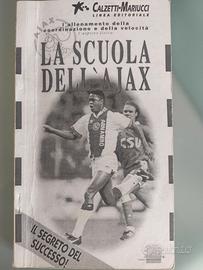 CALZETTI-MARIUCCI
LINEA EDITORIALE
l'allenamento della
coordinazione e della velocità
LA SCUOLA
DELL'AJAX
IL SEGRETO DEL
SUCCESSO!